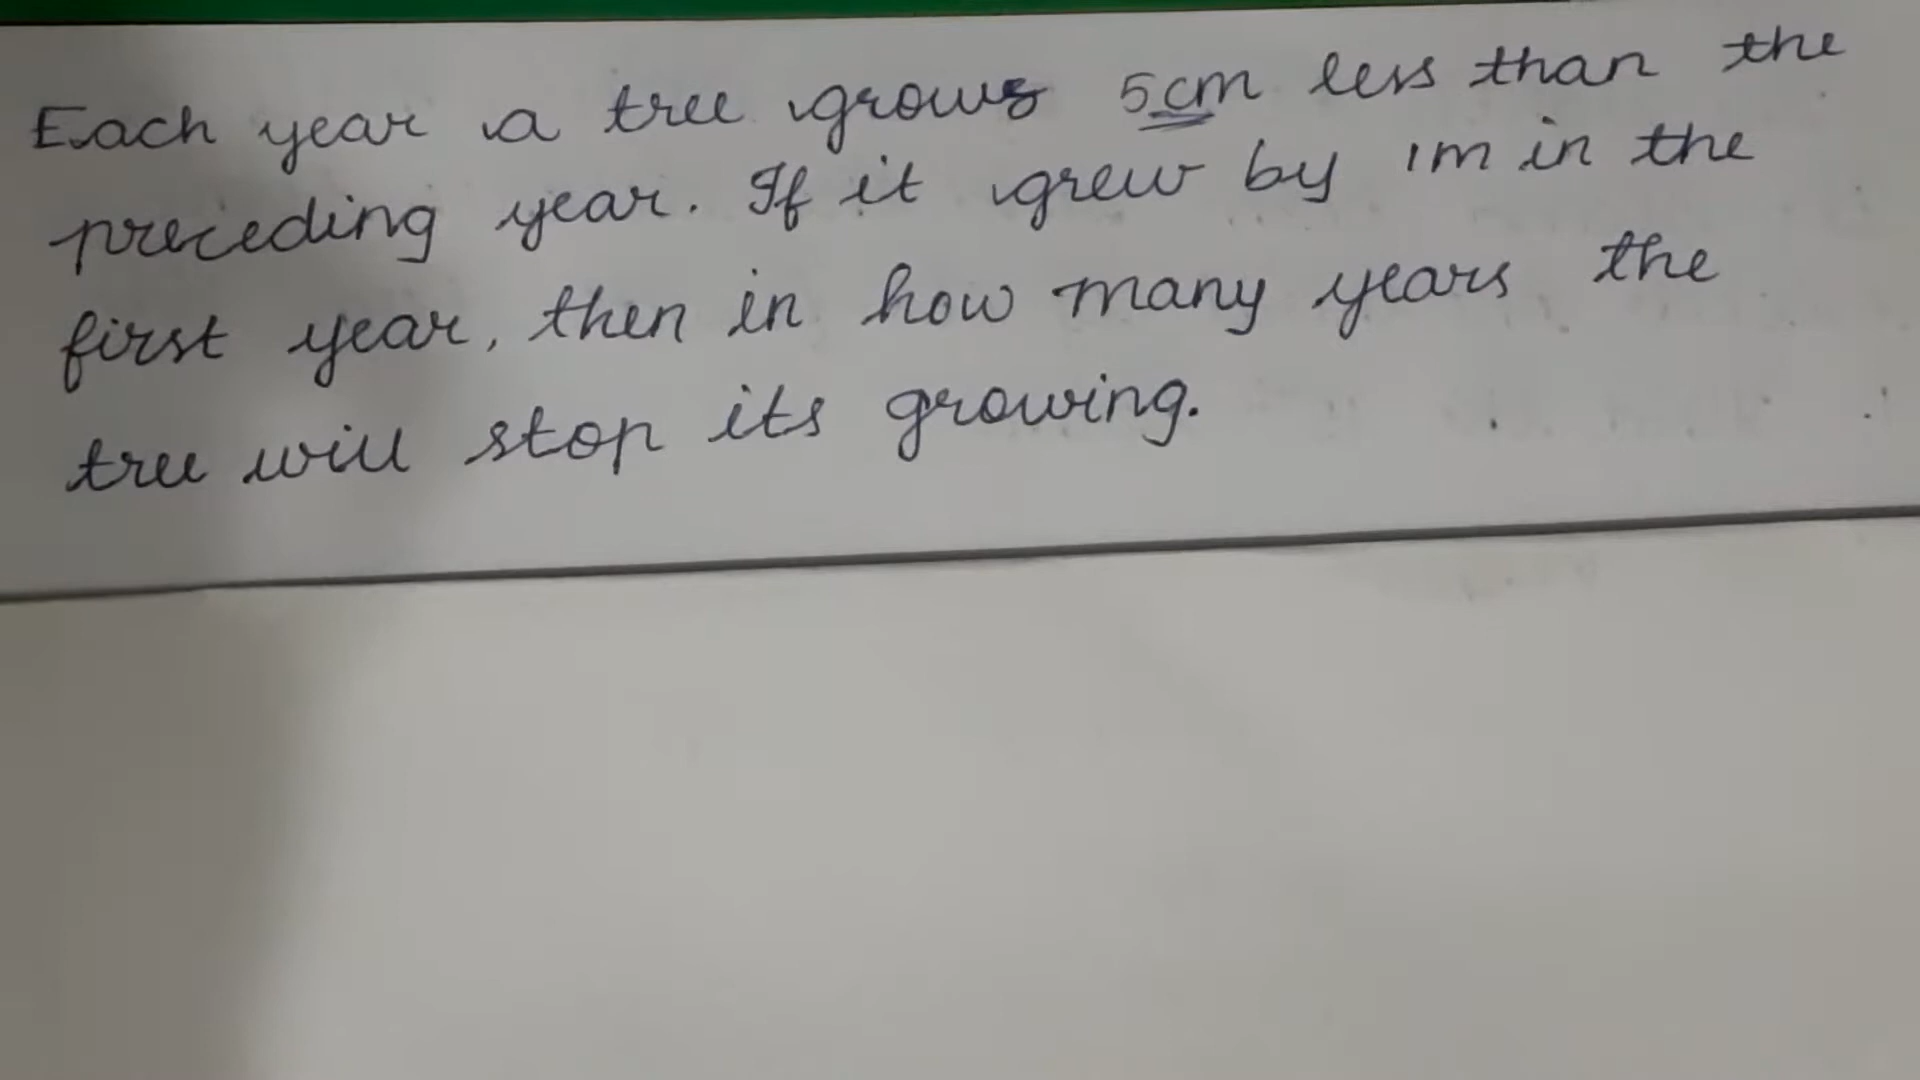 Each year a tree grows 5cm less than the
preceding year. If it grew by 1m in the
first year, then in how many years the
tree will stop its growing.